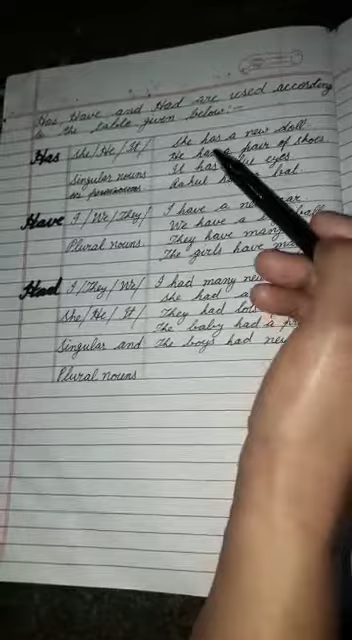 Has Have and Had are used according
to the table given below:-
Has She/He/It/ She has a new doll.
He has a pair of shoes
It has eyes
Singular nouns
or pronouns Rahul bat.
Have I/We/They/ I have a
We have a
Plural nouns. They have many
The girls have
Had I/They/We/ I had many
She/He/It/ She had a
They had
The baby had a
Singular and The boys had
Plural nouns